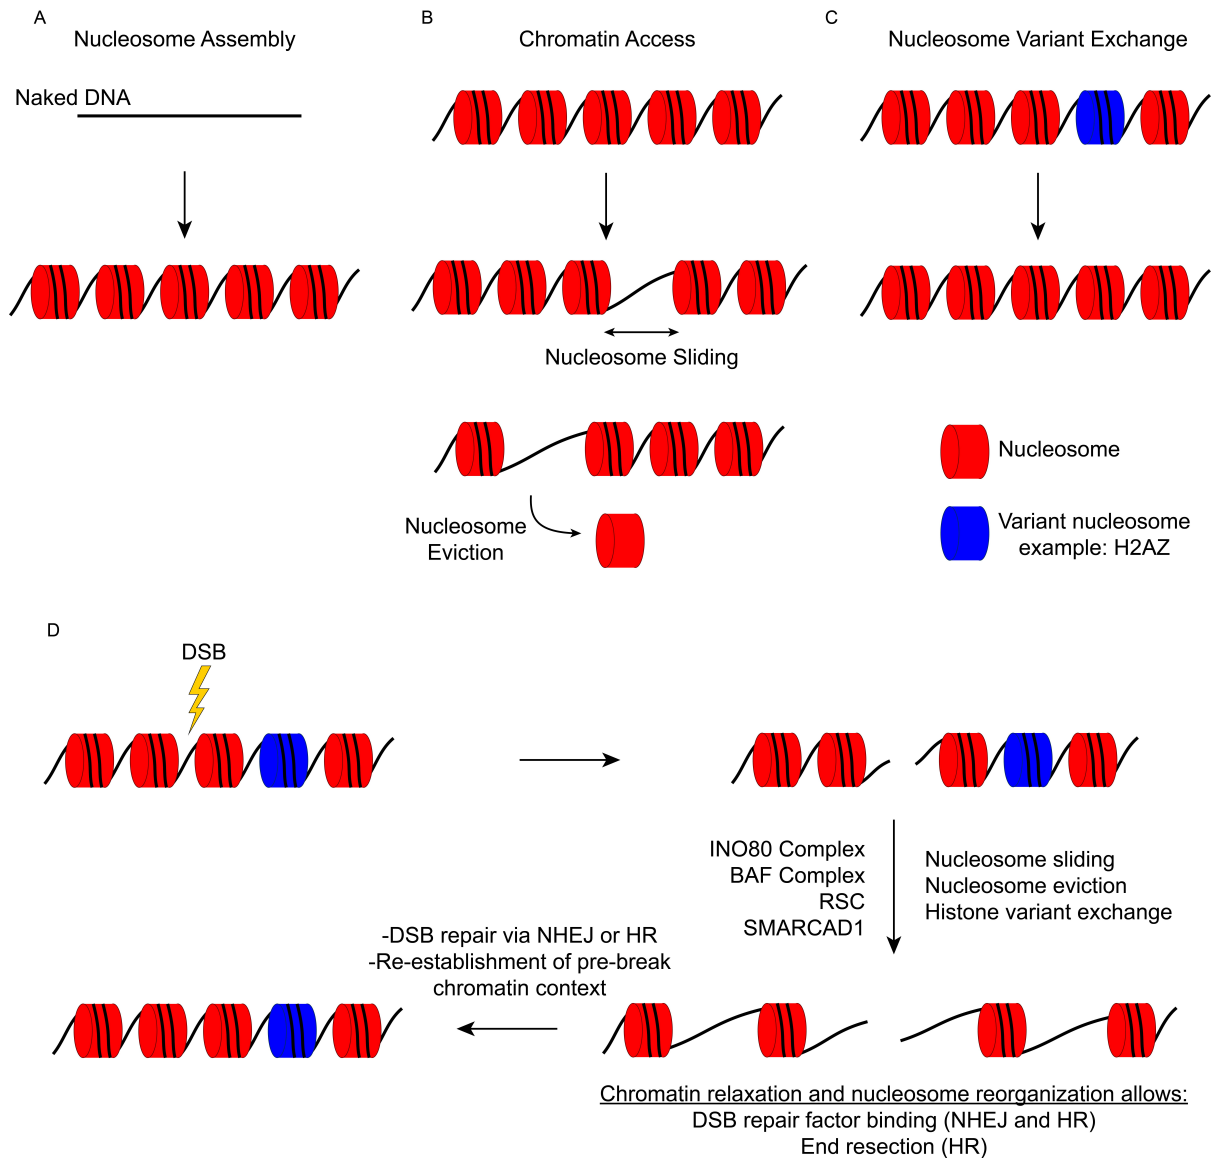 A
Nucleosome Assembly
Naked DNA
B
Chromatin Access
Nucleosome Sliding
Nucleosome
Eviction
C
Nucleosome Variant Exchange
Nucleosome
Variant nucleosome
example: H2AZ
D
DSB
INO80 Complex
BAF Complex
RSC
SMARCAD1
Nucleosome sliding
Nucleosome eviction
Histone variant exchange
-DSB repair via NHEJ or HR
-Re-establishment of pre-break
chromatin context
Chromatin relaxation and nucleosome reorganization allows:
DSB repair factor binding (NHEJ and HR)
End resection (HR)